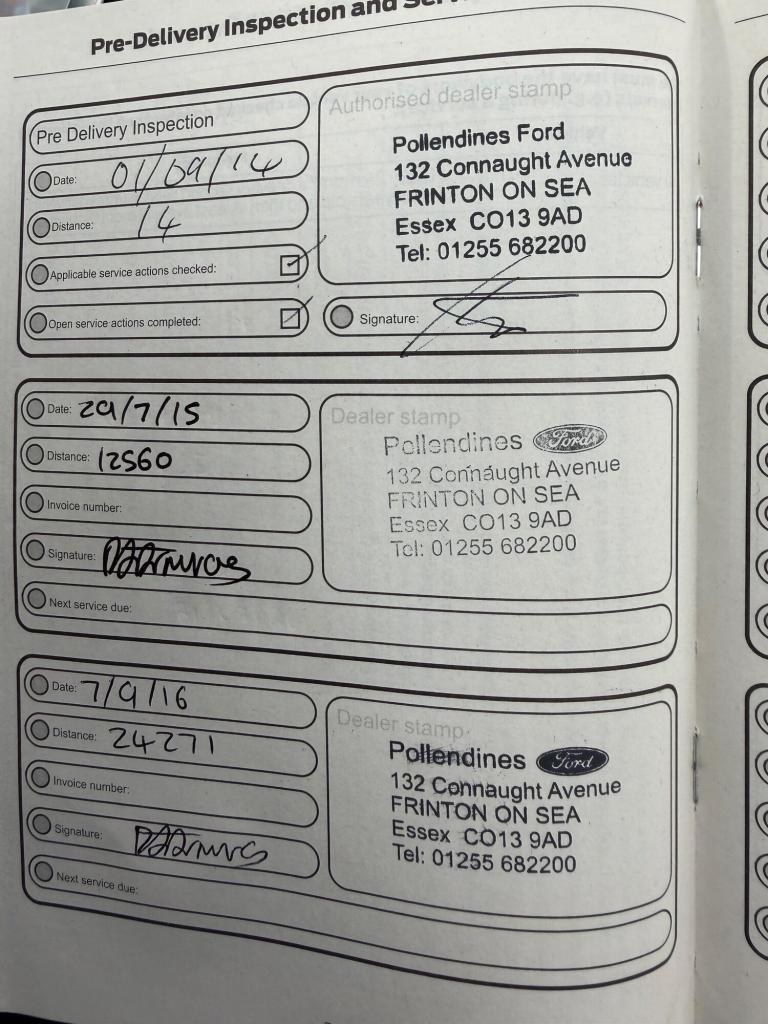 Pre-Delivery Inspection and
Pre Delivery Inspection
Date: 01/09/14
Distance: 14
Applicable service actions checked:
Open service actions completed:
Authorised dealer stamp
Pollendines Ford
132 Connaught Avenue
FRINTON ON SEA
Essex CO13 9AD
Tel: 01255 682200
Signature:
Date: 29/7/15
Distance: 12560
Invoice number:
Signature:
Next service due:
Dealer stamp
Pollendines Ford
132 Connaught Avenue
FRINTON ON SEA
Essex CO13 9AD
Tel: 01255 682200
Date: 7/9/16
Distance: 24271
Invoice number:
Signature:
Next service due:
Dealer stamp
Pollendines Ford
132 Connaught Avenue
FRINTON ON SEA
Essex CO13 9AD
Tel: 01255 682200